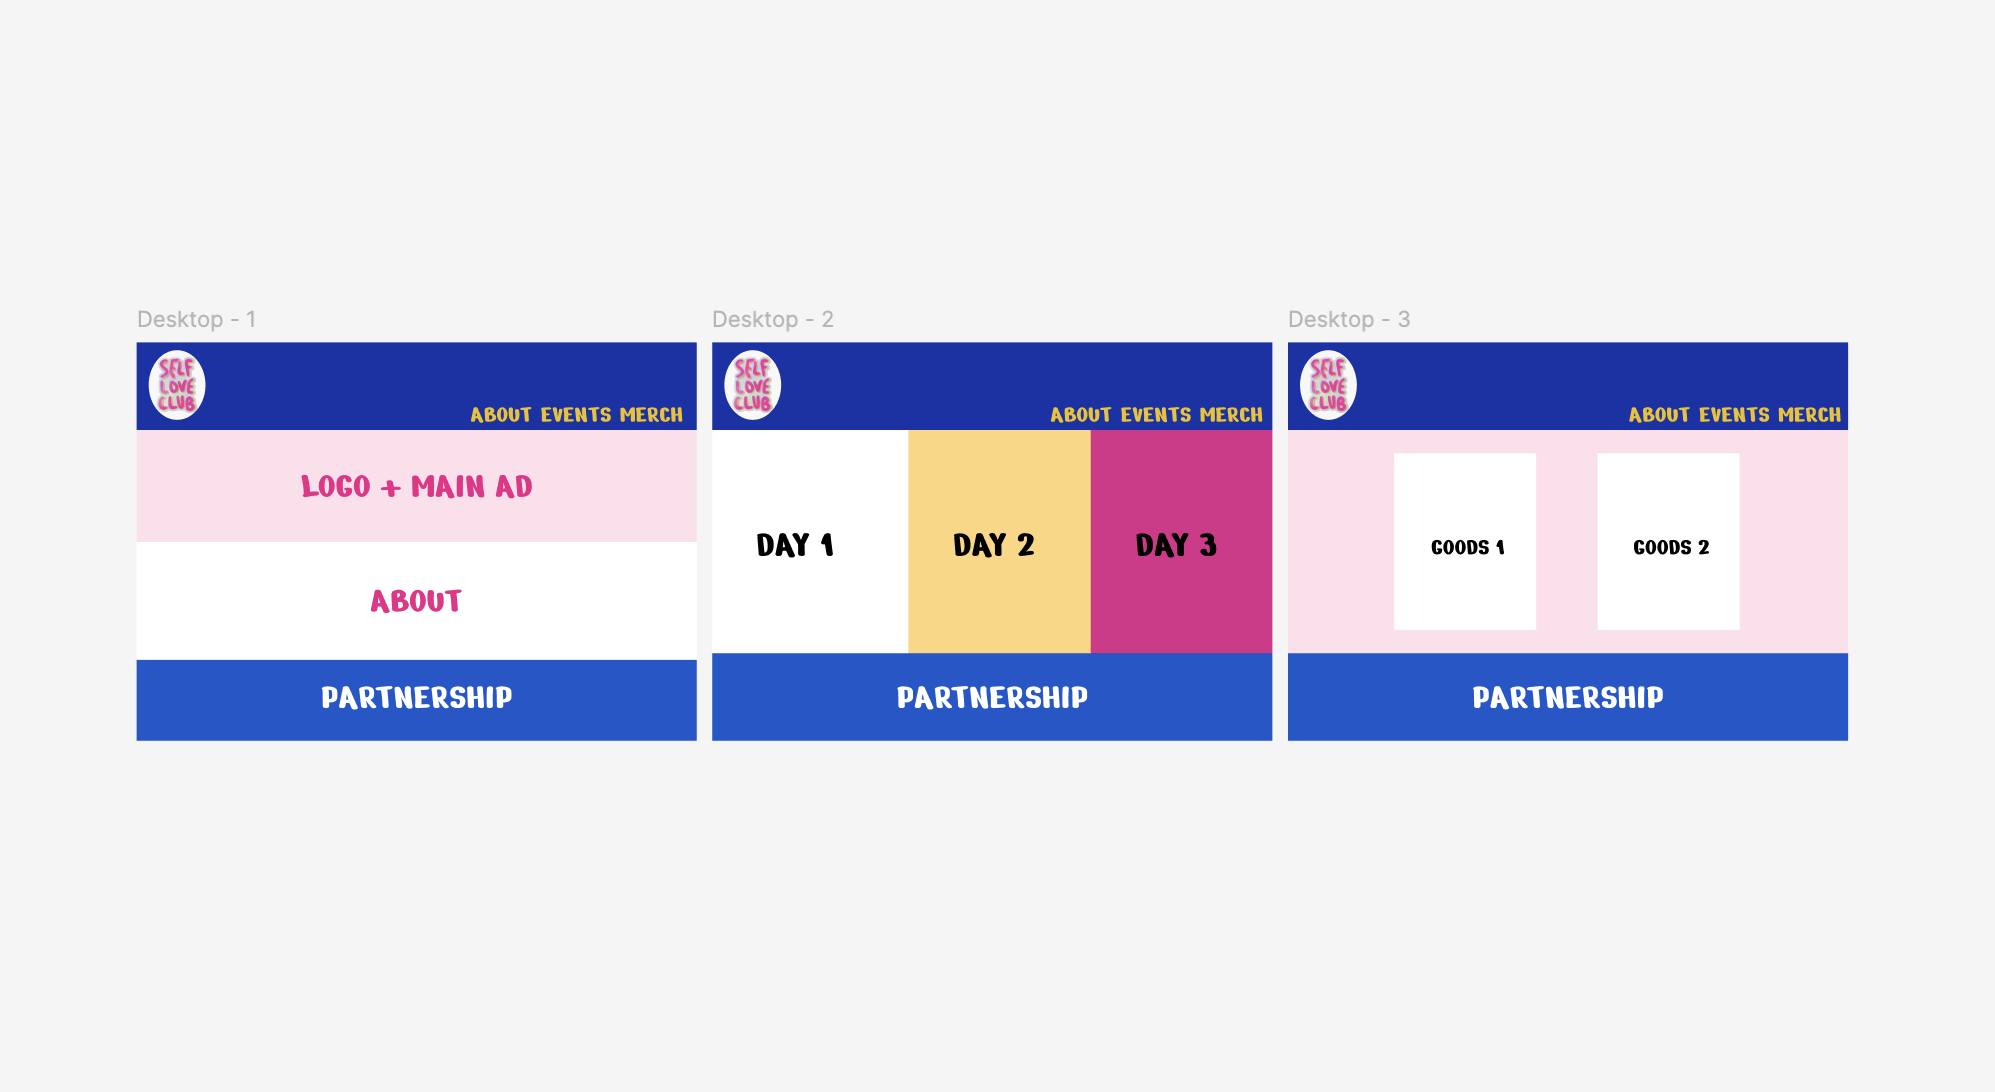 Desktop - 1
SELF
LOVE
CLUB
ABOUT EVENTS MERCH
LOGO + MAIN AD
ABOUT
PARTNERSHIP
Desktop - 2
SELF
LOVE
CLUB
ABOUT EVENTS MERCH
DAY 1
DAY 2
DAY 3
PARTNERSHIP
Desktop - 3
SELF
LOVE
CLUB
ABOUT EVENTS MERCH
GOODS 1
GOODS 2
PARTNERSHIP